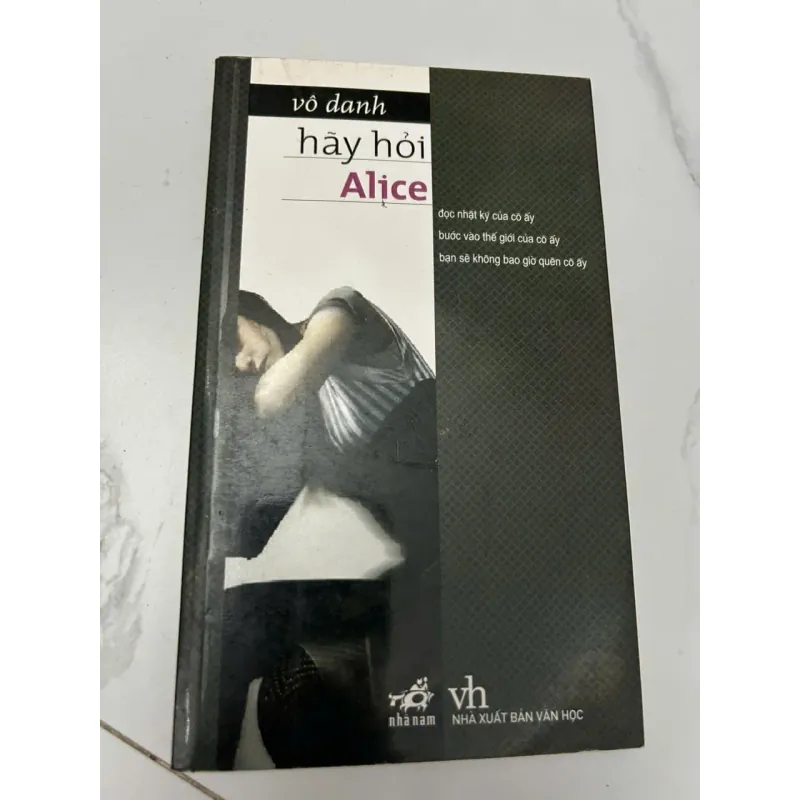 vô danh
hãy hỏi
Alice
đọc nhật ký của cô ấy
bước vào thế giới của cô ấy
bạn sẽ không bao giờ quên cô ấy
nhã nam
vh
NHÀ XUẤT BẢN VĂN HỌC